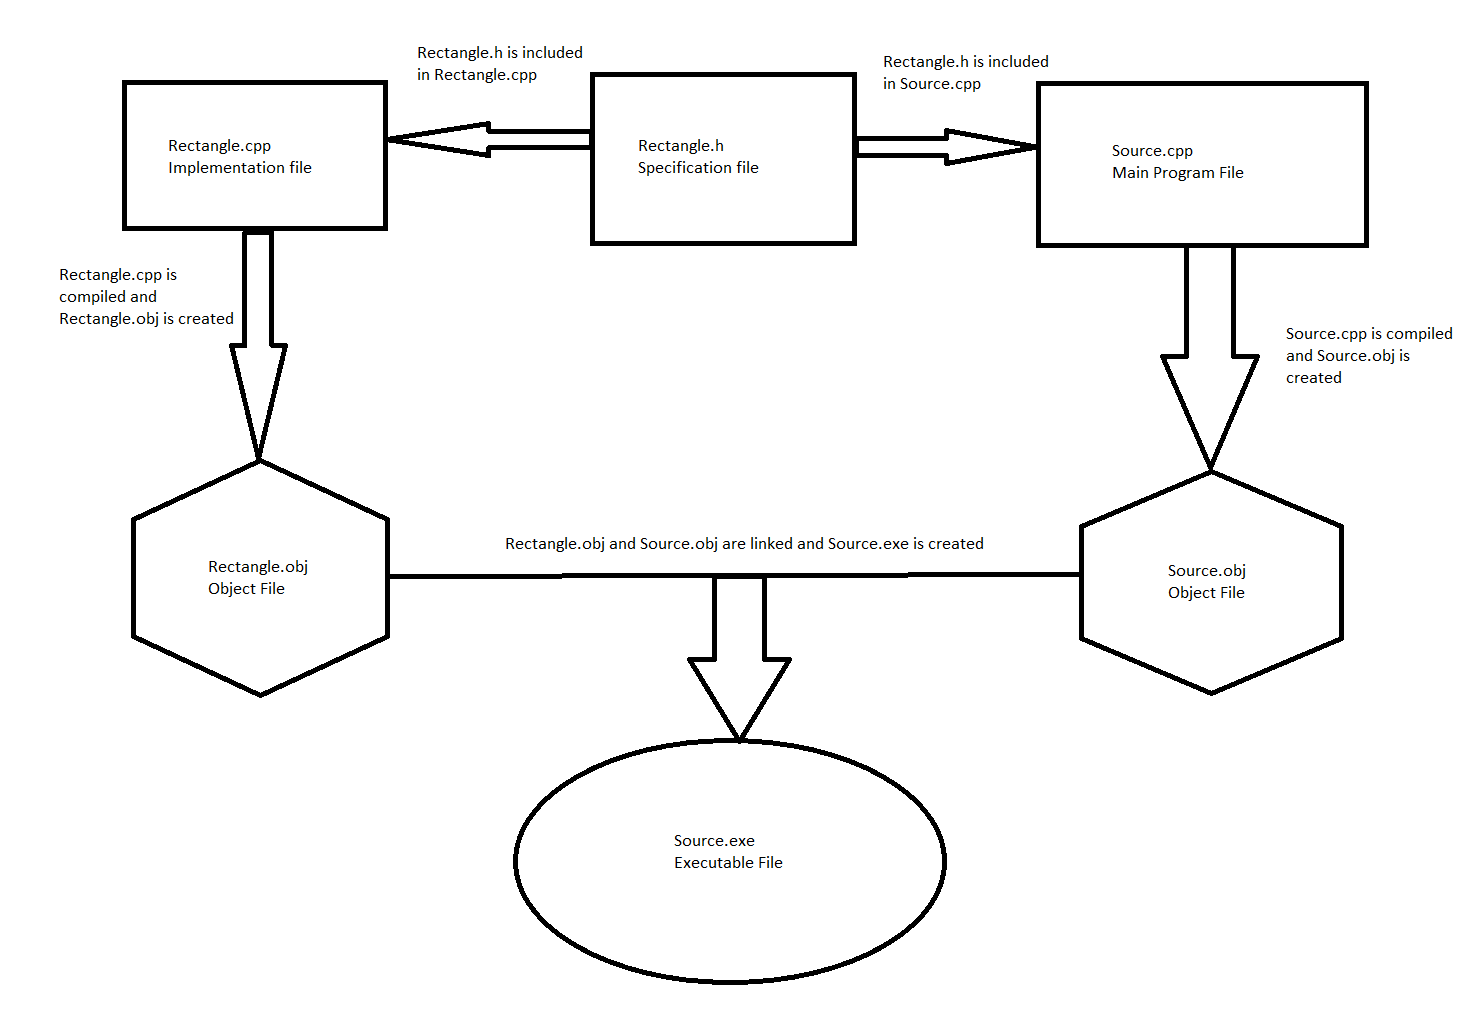 Rectangle.h is included
in Rectangle.cpp
Rectangle.h is included
in Source.cpp
Rectangle.cpp
Implementation file
Rectangle.h
Specification file
Source.cpp
Main Program File
Rectangle.cpp is
compiled and
Rectangle.obj is created
Source.cpp is compiled
and Source.obj is
created
Rectangle.obj and Source.obj are linked and Source.exe is created
Rectangle.obj
Object File
Source.obj
Object File
Source.exe
Executable File